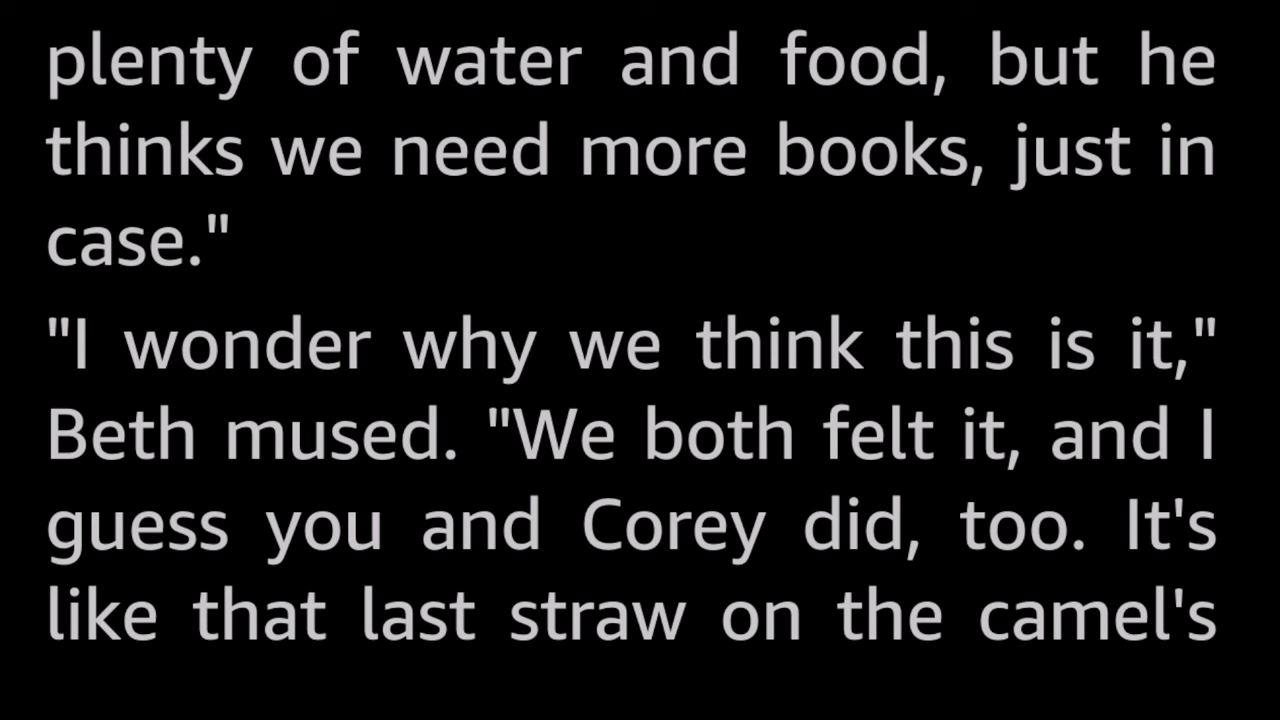 plenty of water and food, but he
thinks we need more books, just in
case."
"I wonder why we think this is it,"
Beth mused. "We both felt it, and I
guess you and Corey did, too. It's
like that last straw on the camel's